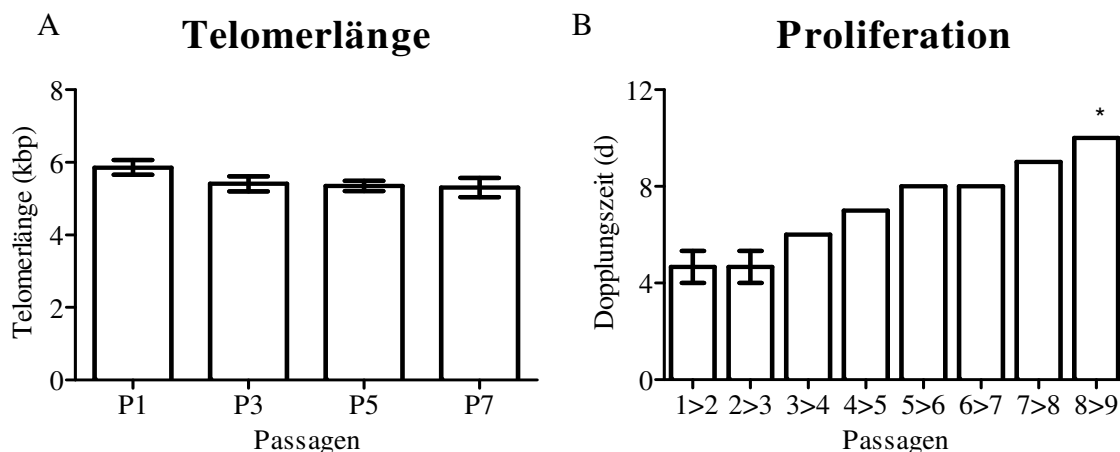 A
Telomerlänge
8
6
4
2
0
Telomerlänge (kbp)
P1 P3 P5 P7
Passagen
B
Proliferation
12
8
4
0
Dopplungszeit (d)
*
1>2 2>3 3>4 4>5 5>6 6>7 7>8 8>9
Passagen